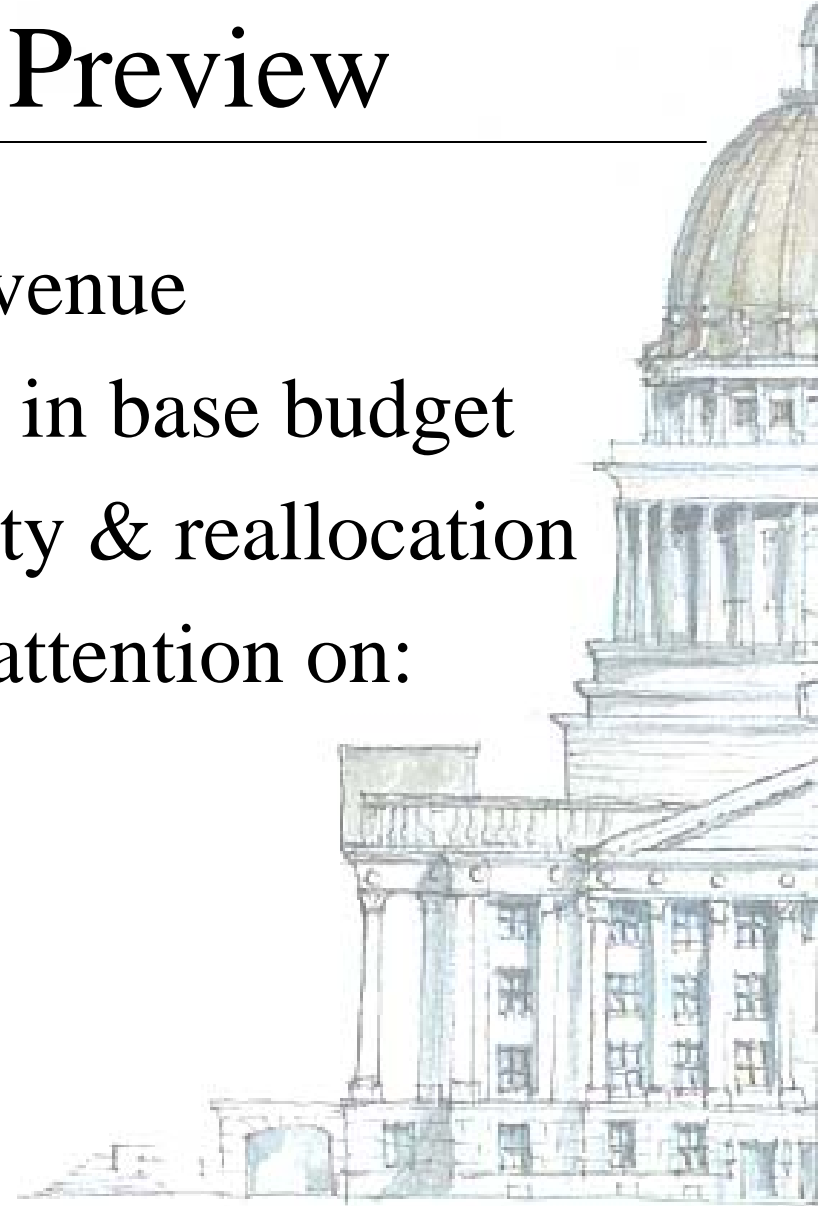 Preview
venue
in base budget
ty & reallocation
attention on: